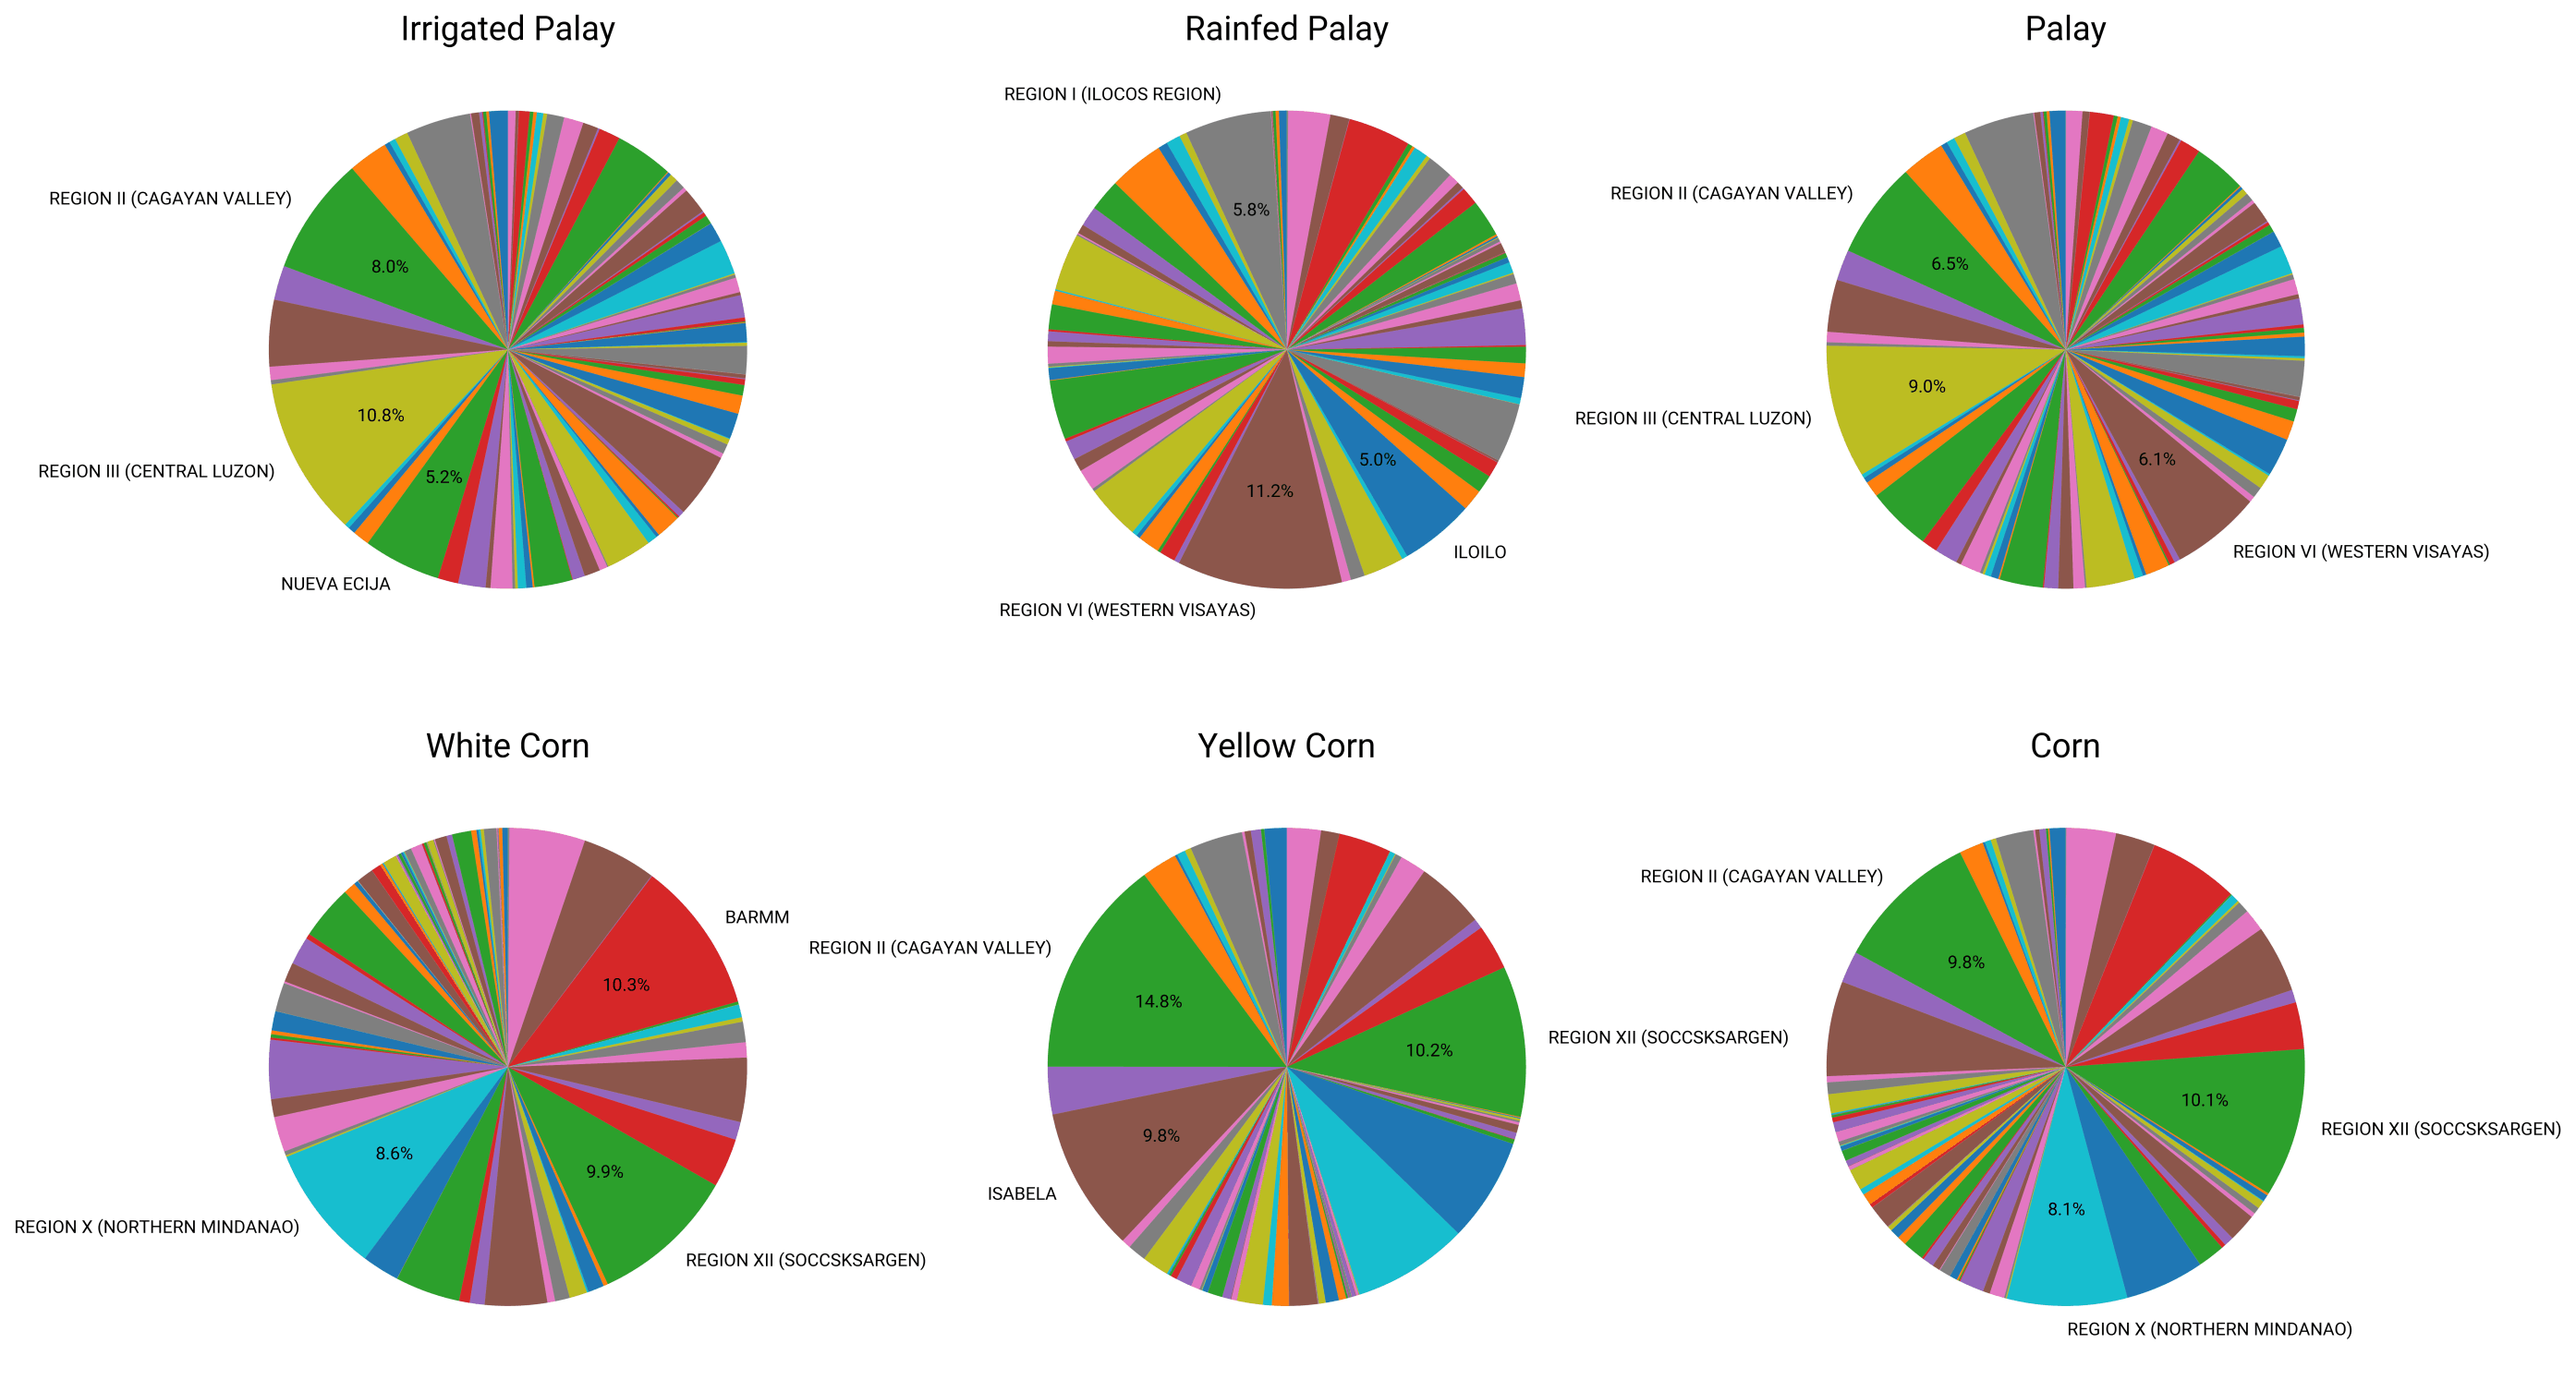 Irrigated Palay
REGION II (CAGAYAN VALLEY)
8.0%
10.8%
REGION III (CENTRAL LUZON)
5.2%
NUEVA ECIJA
Rainfed Palay
REGION I (ILOCOS REGION)
5.8%
5.0%
11.2%
ILOILO
REGION VI (WESTERN VISAYAS)
Palay
REGION II (CAGAYAN VALLEY)
6.5%
9.0%
REGION III (CENTRAL LUZON)
6.1%
REGION VI (WESTERN VISAYAS)
White Corn
BARMM
10.3%
8.6%
9.9%
REGION X (NORTHERN MINDANAO)
REGION XII (SOCCSKSARGEN)
Yellow Corn
REGION II (CAGAYAN VALLEY)
14.8%
REGION XII (SOCCSKSARGEN)
10.2%
9.8%
ISABELA
Corn
REGION II (CAGAYAN VALLEY)
9.8%
10.1%
REGION XII (SOCCSKSARGEN)
8.1%
REGION X (NORTHERN MINDANAO)